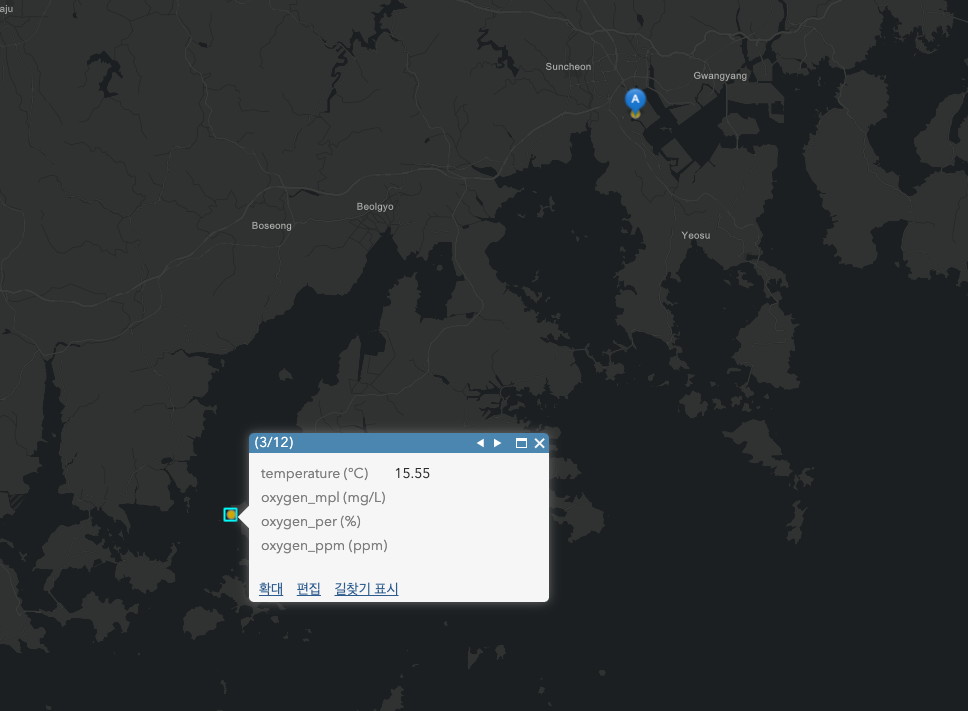 aju
Suncheon
Gwangyang
A
Beolgyo
Boseong
Yeosu
(3/12)
temperature (°C) 15.55
oxygen_mpl (mg/L)
oxygen_per (%)
oxygen_ppm (ppm)
확대 편집 길찾기 표시